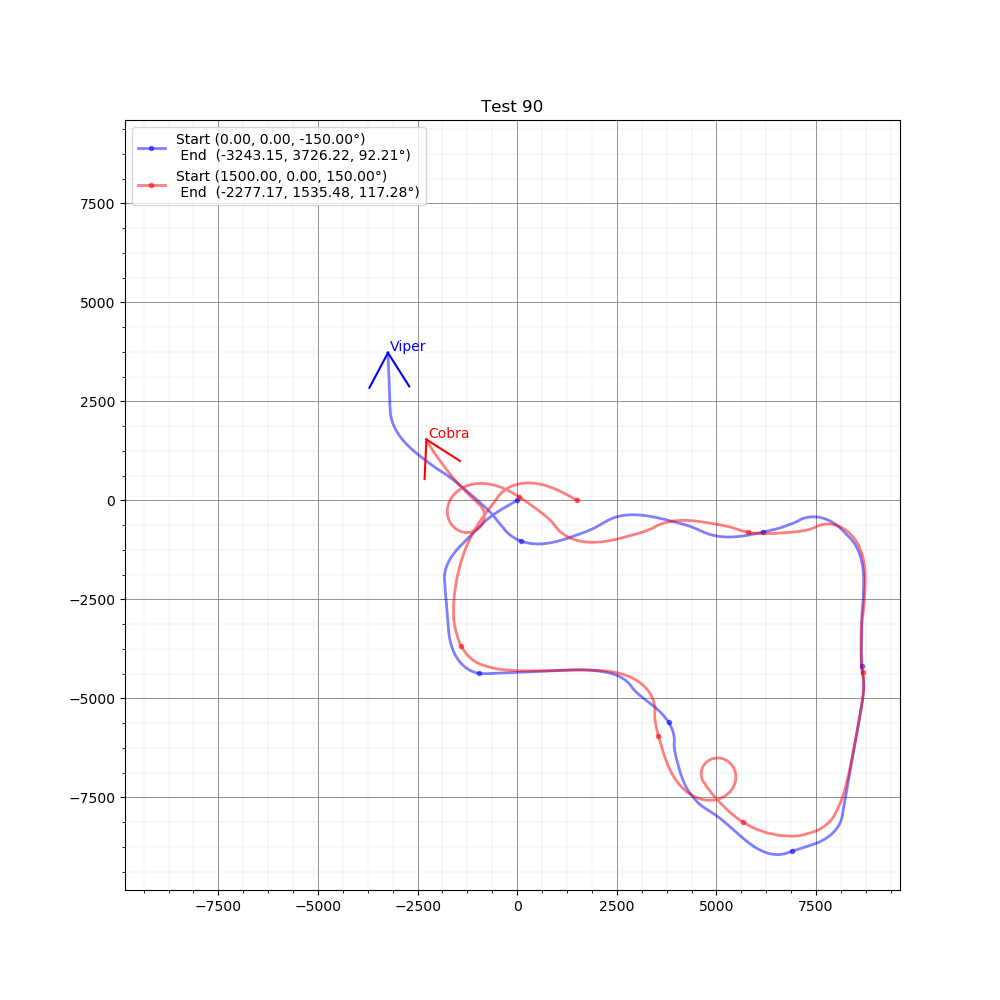 Test 90
Start (0.00, 0.00, -150.00°)
End  (-3243.15, 3726.22, 92.21°)
Start (1500.00, 0.00, 150.00°)
End  (-2277.17, 1535.48, 117.28°)
7500
5000
Viper
2500
Cobra
0
−2500
−5000
−7500
−7500 −5000 −2500 0 2500 5000 7500